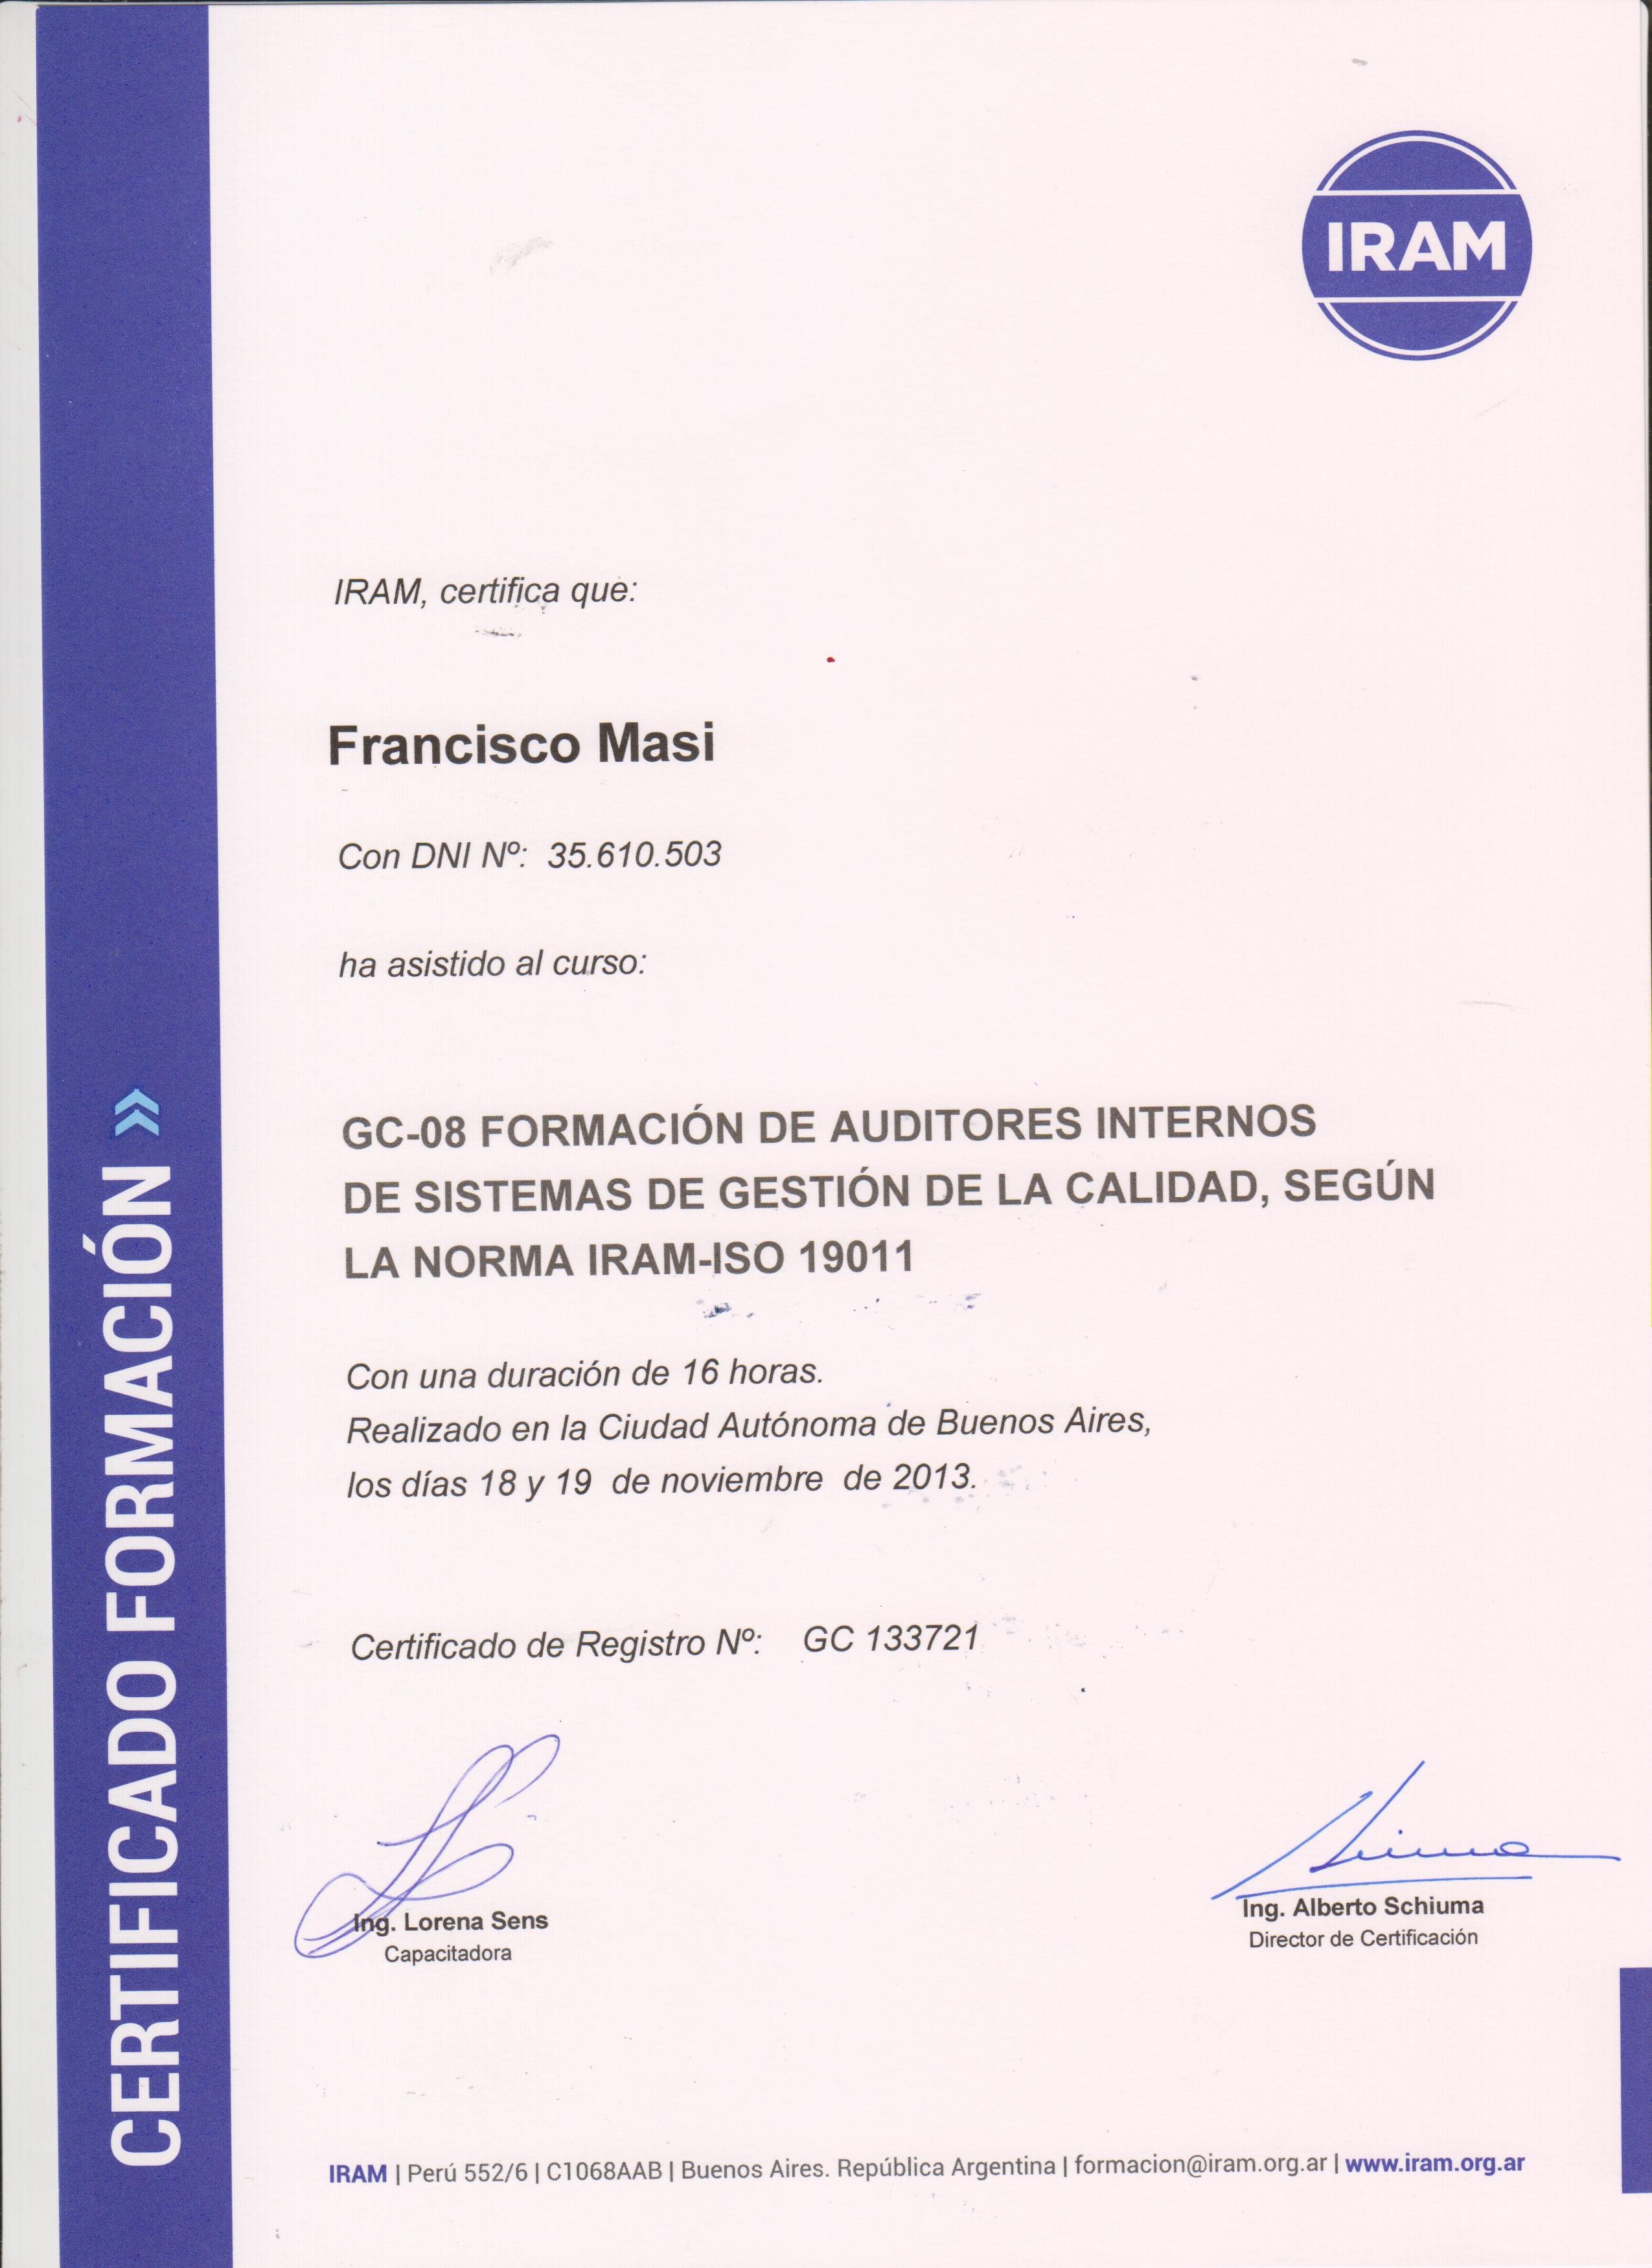 IRAM
IRAM, certifica que:
Francisco Masi
Con DNI Nº: 35.610.503
ha asistido al curso:
GC-08 FORMACIÓN DE AUDITORES INTERNOS
DE SISTEMAS DE GESTIÓN DE LA CALIDAD, SEGÚN
LA NORMA IRAM-ISO 19011
Con una duración de 16 horas.
Realizado en la Ciudad Autónoma de Buenos Aires,
los días 18 y 19 de noviembre de 2013.
Certificado de Registro Nº: GC 133721
Ing. Lorena Sens
Capacitadora
Ing. Alberto Schiuma
Director de Certificación
IRAM | Perú 552/6 | C1068AAB | Buenos Aires. República Argentina | formacion@iram.org.ar | www.iram.org.ar
CERTIFICADO FORMACIÓN »